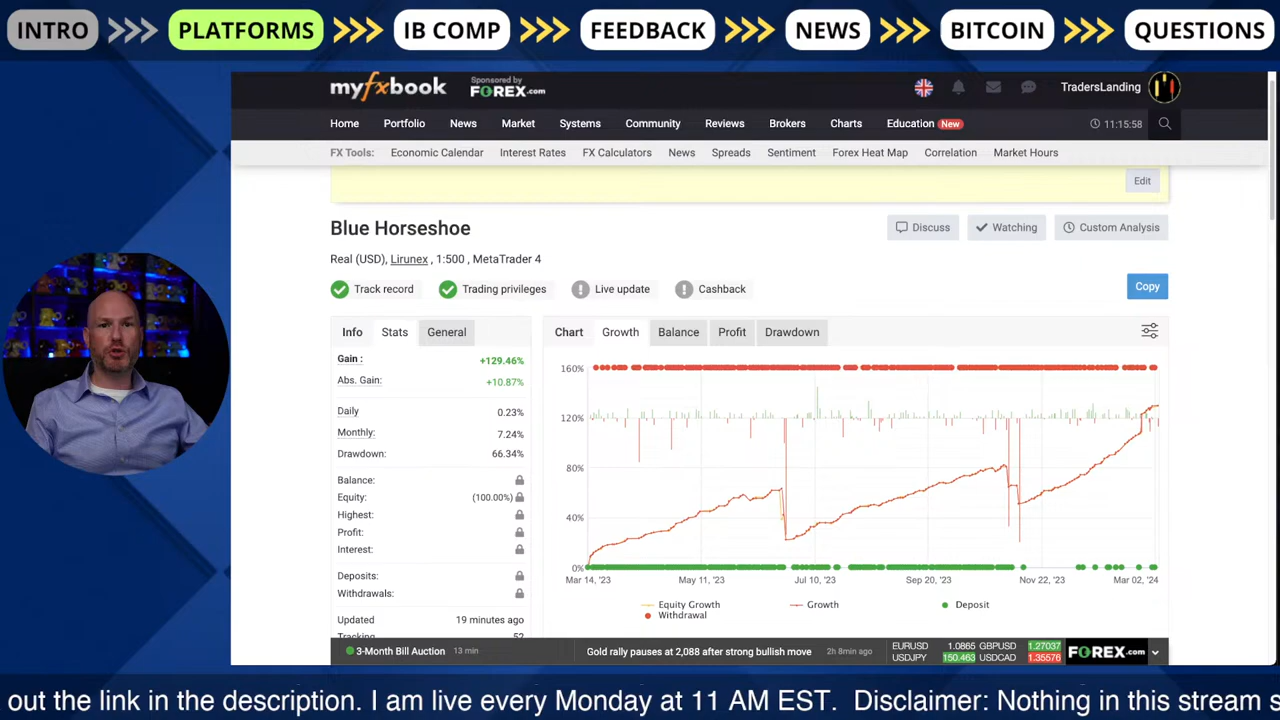 INTRO >>> PLATFORMS >>> IB COMP >>> FEEDBACK >>> NEWS >>> BITCOIN >>> QUESTIONS
myfxbook Sponsored by FOREX.com TradersLanding
Home Portfolio News Market Systems Community Reviews Brokers Charts Education New 11:15:58
FX Tools: Economic Calendar Interest Rates FX Calculators News Spreads Sentiment Forex Heat Map Correlation Market Hours
Edit
Blue Horseshoe Discuss Watching Custom Analysis
Real (USD), Lirunex , 1:500 , MetaTrader 4
Track record Trading privileges Live update Cashback Copy
Info Stats General
Gain : +129.46%
Abs. Gain: +10.87%
Daily 0.23%
Monthly: 7.24%
Drawdown: 66.34%
Balance:
Equity: (100.00%)
Highest:
Profit:
Interest:
Deposits:
Withdrawals:
Updated 19 minutes ago
Tracking 52
Chart Growth Balance Profit Drawdown
160%
120%
80%
40%
0%
Mar 14, '23 May 11, '23 Jul 10, '23 Sep 20, '23 Nov 22, '23 Mar 02, '24
Equity Growth Growth Deposit
Withdrawal
3-Month Bill Auction 13 min Gold rally pauses at 2,088 after strong bullish move 2h 8min ago
EURUSD 1.0865 GBPUSD 1.27037
USDJPY 150.463 USDCAD 1.35576
FOREX.com
out the link in the description. I am live every Monday at 11 AM EST. Disclaimer: Nothing in this stream s